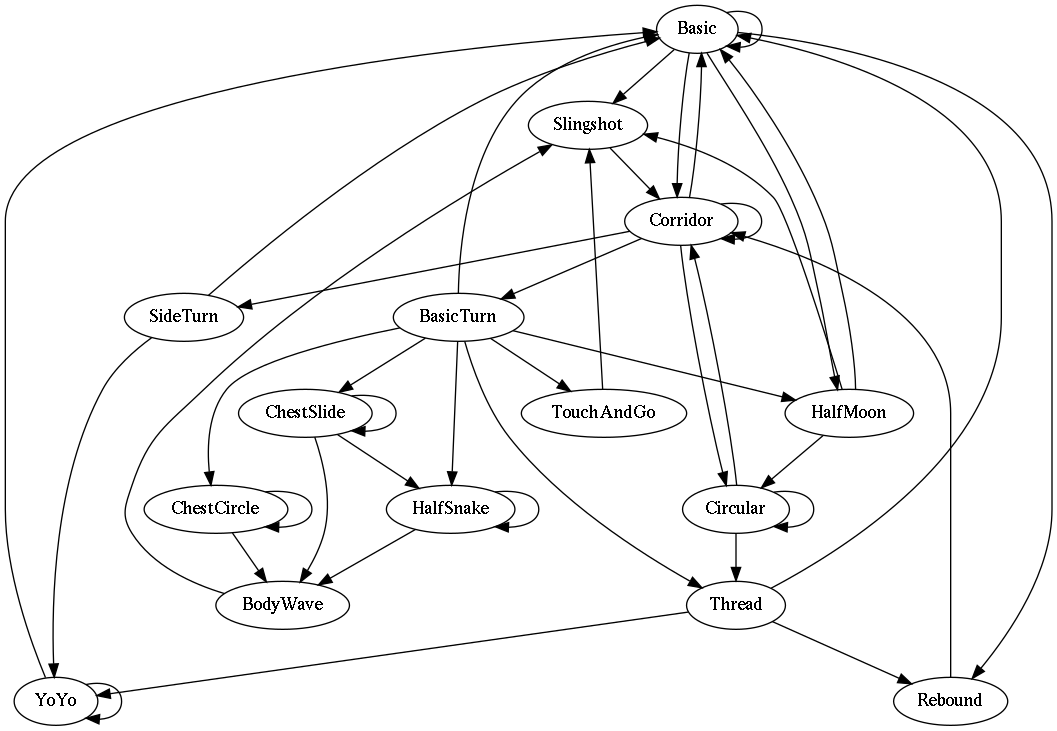 Basic
Slingshot
Corridor
SideTurn
BasicTurn
ChestSlide
TouchAndGo
HalfMoon
ChestCircle
HalfSnake
Circular
BodyWave
Thread
YoYo
Rebound